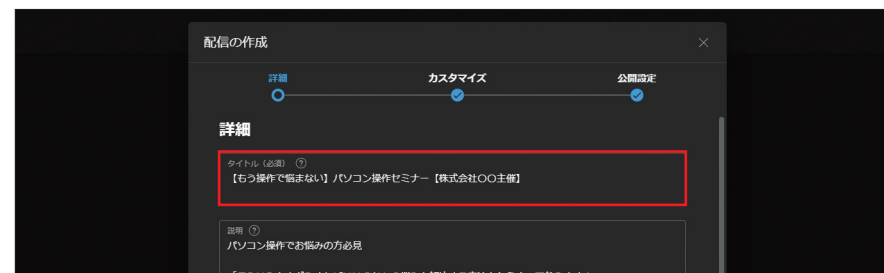 配信の作成
詳細
カスタマイズ
公開設定
詳細
タイトル（必須）
【もう操作で悩まない】パソコン操作セミナー【株式会社〇〇主催】
説明
パソコン操作でお悩みの方必見